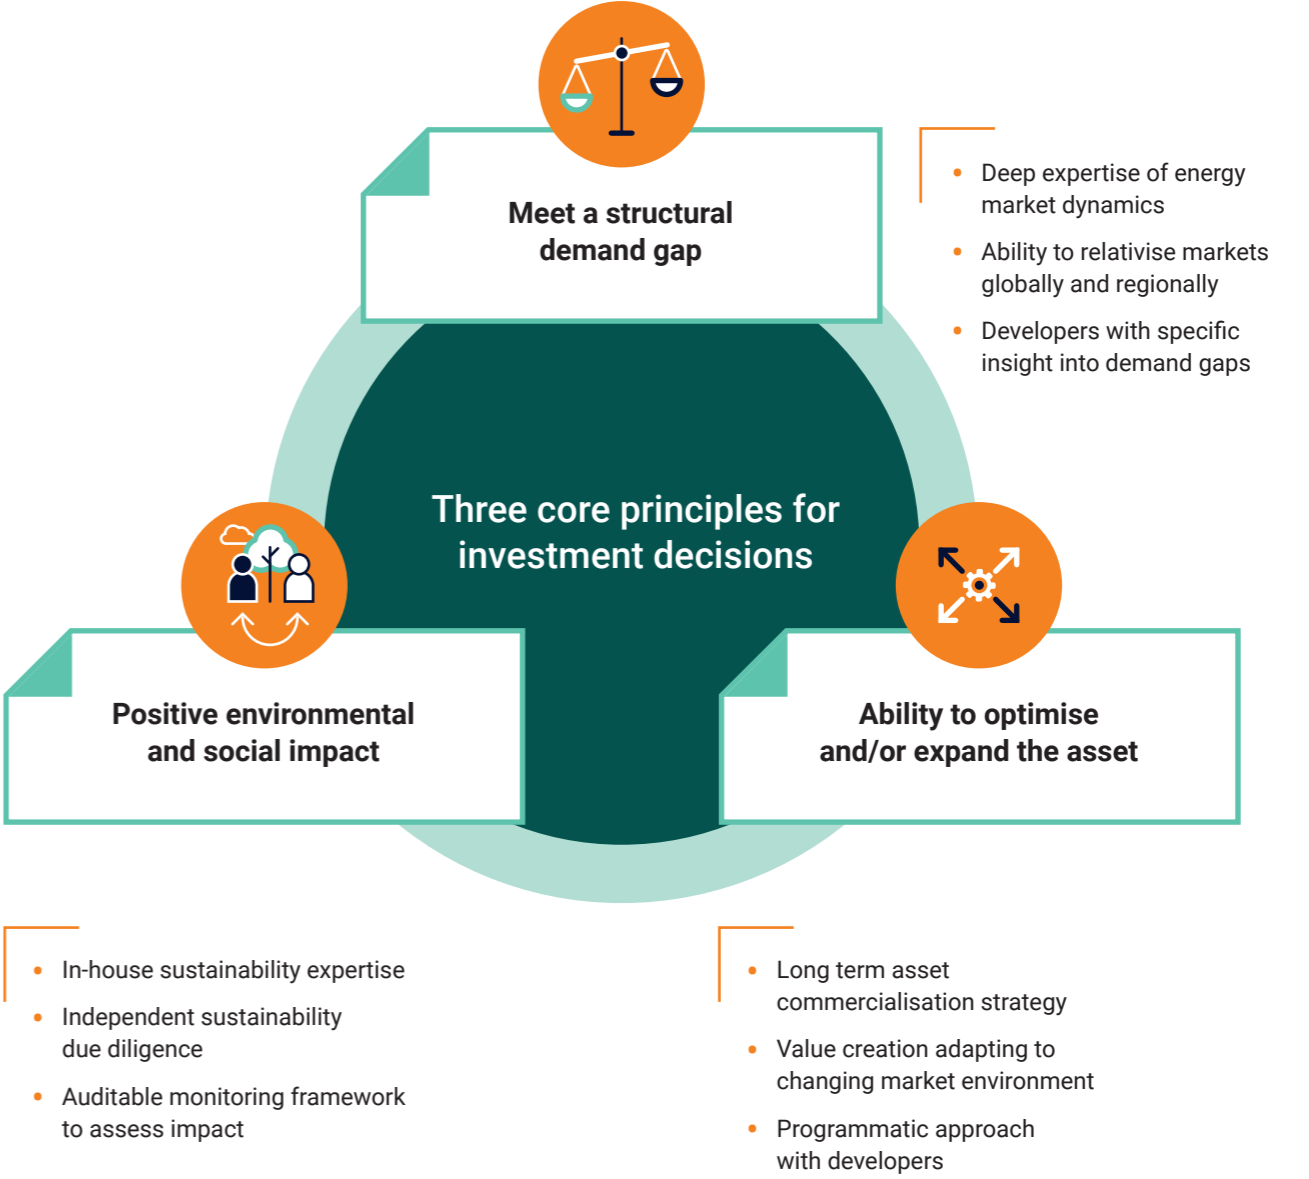 Meet a structural
demand gap
• Deep expertise of energy
market dynamics
• Ability to relativise markets
globally and regionally
• Developers with specific
insight into demand gaps
Three core principles for
investment decisions
Positive environmental
and social impact
Ability to optimise
and/or expand the asset
• In-house sustainability expertise
• Independent sustainability
due diligence
• Auditable monitoring framework
to assess impact
• Long term asset
commercialisation strategy
• Value creation adapting to
changing market environment
• Programmatic approach
with developers